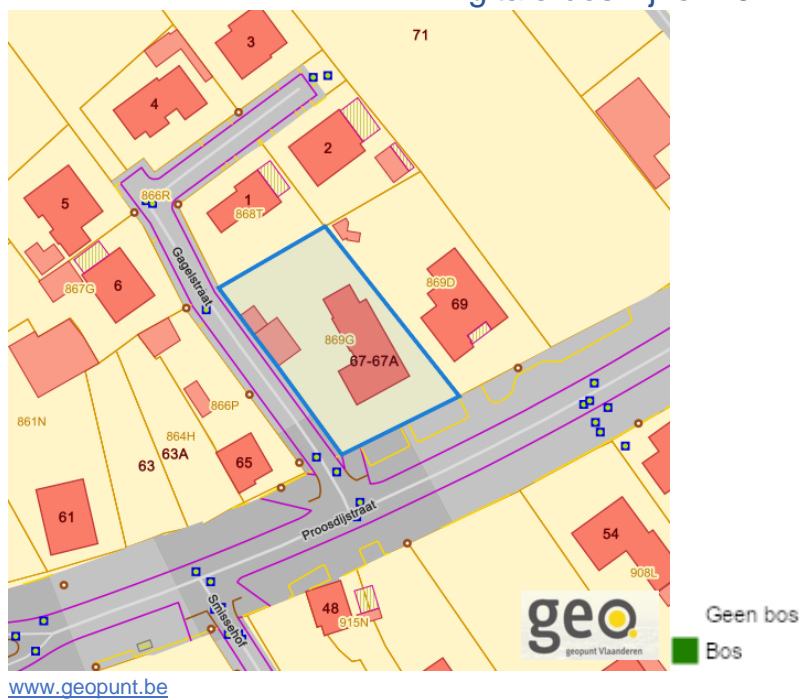 3
71
4
2
866R
1
868T
5
Gagelstraat
6
867G
869D
69
869G
67-67A
861N
866P
864H
63A
63
65
61
Proosdijstraat
54
908L
48
915N
Smissehof
geo.
geopunt Vlaanderen
Geen bos
Bos
www.geopunt.be